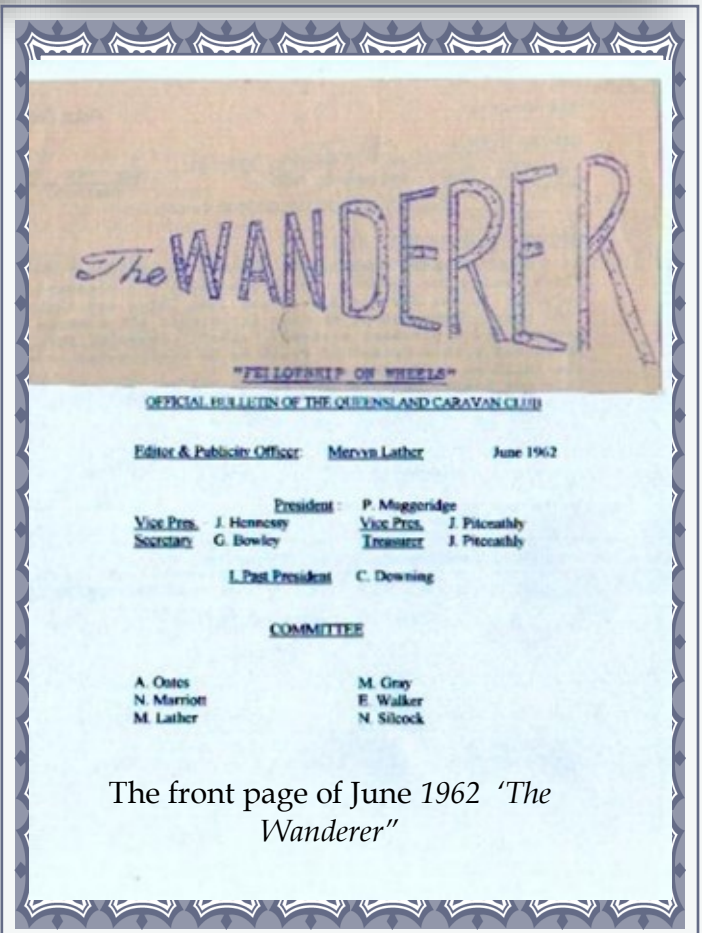 The WANDERER
"FELLOWSHIP ON WHEELS"
OFFICIAL BULLETIN OF THE QUEENSLAND CARAVAN CLUB
Editor & Publicity Officer: Mervyn Lather June 1962
President : P. Muggeridge
Vice Pres. J. Hennessy Vice Pres. J. Pitceathly
Secretary G. Bowley Treasurer J. Pitceathly
I. Past President C. Downing
COMMITTEE
A. Oates M. Gray
N. Marriott E. Walker
M. Lather N. Silcock
The front page of June 1962 ‘The
Wanderer”